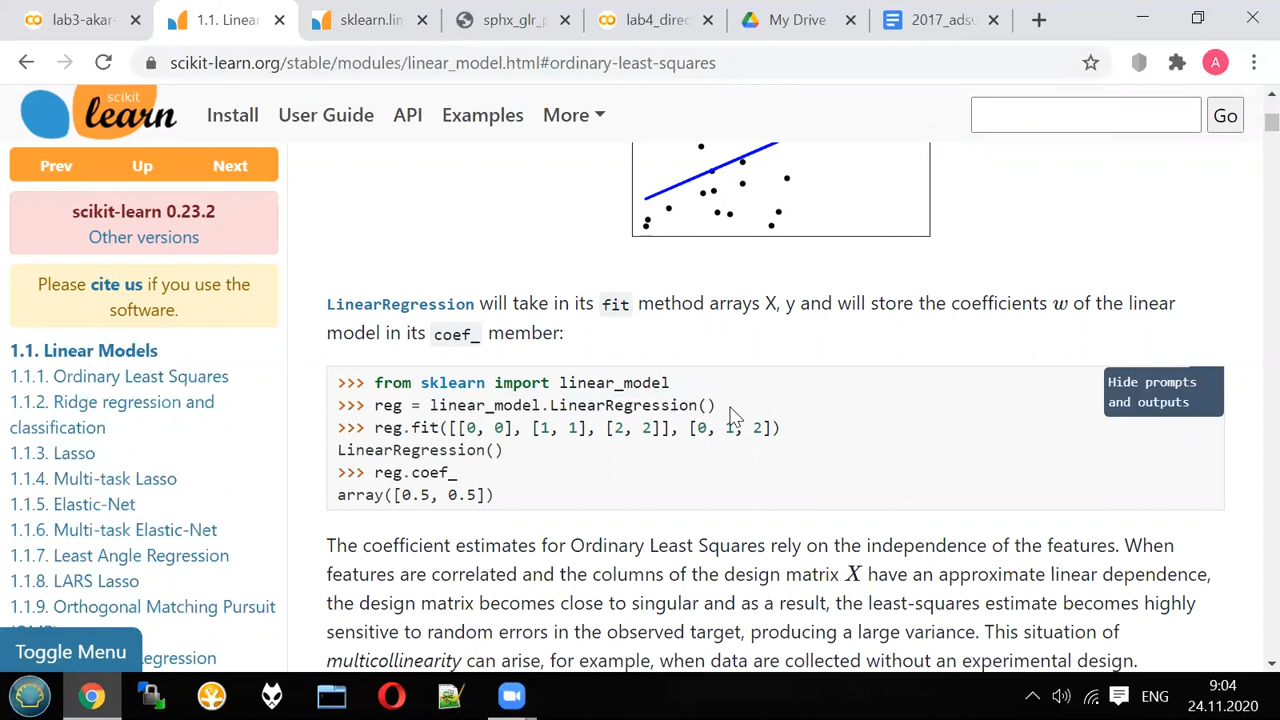 lab3-akar
1.1. Linear
sklearn.lin
sphx_glr_p
lab4_direc
My Drive
2017_ads
scikit-learn.org/stable/modules/linear_model.html#ordinary-least-squares
A
scikit
learn
Install
User Guide
API
Examples
More
Go
Prev
Up
Next
scikit-learn 0.23.2
Other versions
Please cite us if you use the
software.
1.1. Linear Models
1.1.1. Ordinary Least Squares
1.1.2. Ridge regression and
classification
1.1.3. Lasso
1.1.4. Multi-task Lasso
1.1.5. Elastic-Net
1.1.6. Multi-task Elastic-Net
1.1.7. Least Angle Regression
1.1.8. LARS Lasso
1.1.9. Orthogonal Matching Pursuit
Regression
Toggle Menu
LinearRegression will take in its fit method arrays X, y and will store the coefficients w of the linear
model in its coef_ member:
>>> from sklearn import linear_model
>>> reg = linear_model.LinearRegression()
>>> reg.fit([[0, 0], [1, 1], [2, 2]], [0, 1, 2])
LinearRegression()
>>> reg.coef_
array([0.5, 0.5])
Hide prompts
and outputs
The coefficient estimates for Ordinary Least Squares rely on the independence of the features. When
features are correlated and the columns of the design matrix X have an approximate linear dependence,
the design matrix becomes close to singular and as a result, the least-squares estimate becomes highly
sensitive to random errors in the observed target, producing a large variance. This situation of
multicollinearity can arise, for example, when data are collected without an experimental design.
ENG
9:04
24.11.2020